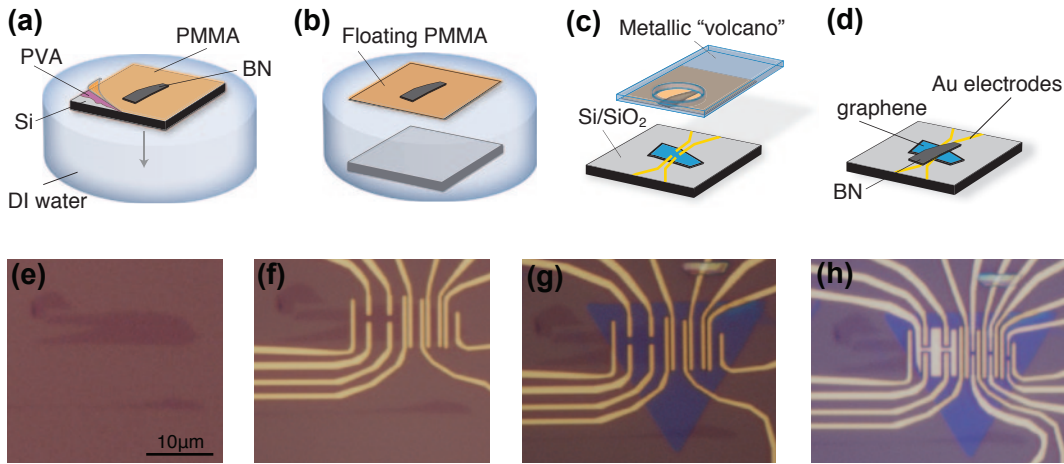 (a)
PMMA
PVA
BN
Si
DI water
(b)
Floating PMMA
(c)
Metallic “volcano”
Si/SiO2
(d)
Au electrodes
graphene
BN
(e)
10μm
(f)
(g)
(h)